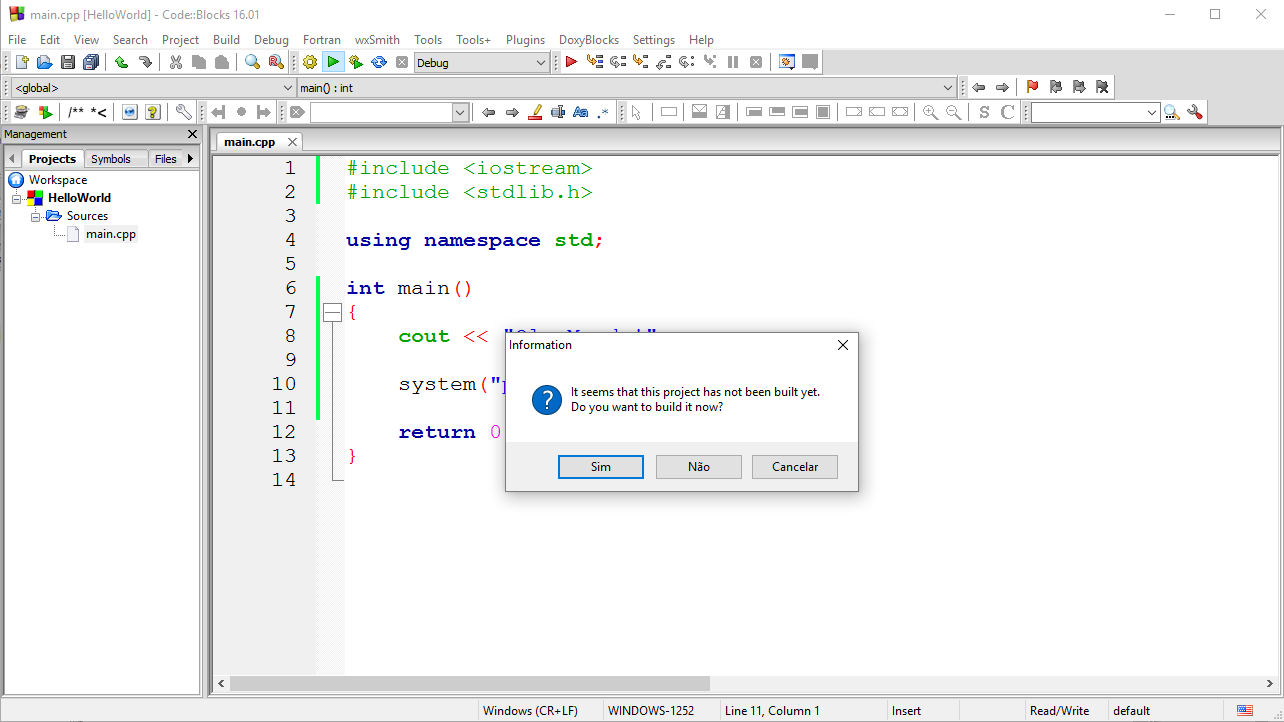 main.cpp [HelloWorld] - Code::Blocks 16.01
File Edit View Search Project Build Debug Fortran wxSmith Tools Tools+ Plugins DoxyBlocks Settings Help
Debug
<global> main() : int
/** *<
Aa .*
S C
Management
Projects Symbols Files
Workspace
HelloWorld
Sources
main.cpp
main.cpp
1 #include <iostream>
2 #include <stdlib.h>
3
4 using namespace std;
5
6 int main()
7 {
8 cout <<
9
10 system("
11
12 return 0
13 }
14
Information
It seems that this project has not been built yet.
Do you want to build it now?
Sim Não Cancelar
Windows (CR+LF) WINDOWS-1252 Line 11, Column 1 Insert Read/Write default